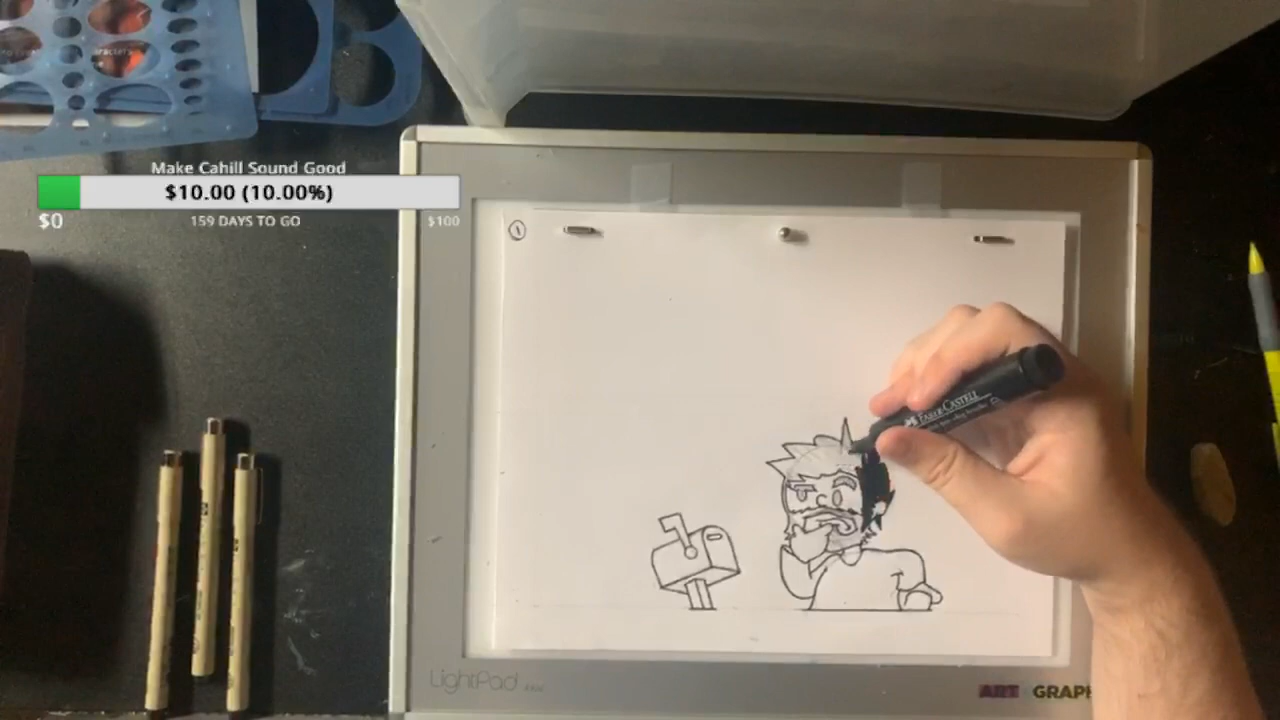 aracters
Make Cahill Sound Good
$10.00 (10.00%)
$0
159 DAYS TO GO
$100
1
FABER-CASTELL
LightPad
ART GRAPH